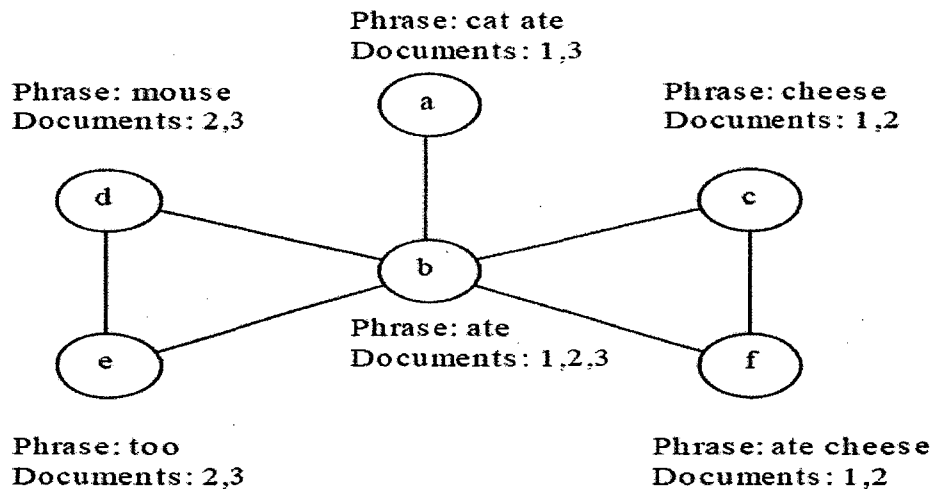 Phrase: cat ate
Documents: 1,3
a
Phrase: mouse
Documents: 2,3
d
Phrase: cheese
Documents: 1,2
c
b
Phrase: ate
Documents: 1,2,3
e
Phrase: too
Documents: 2,3
f
Phrase: ate cheese
Documents: 1,2